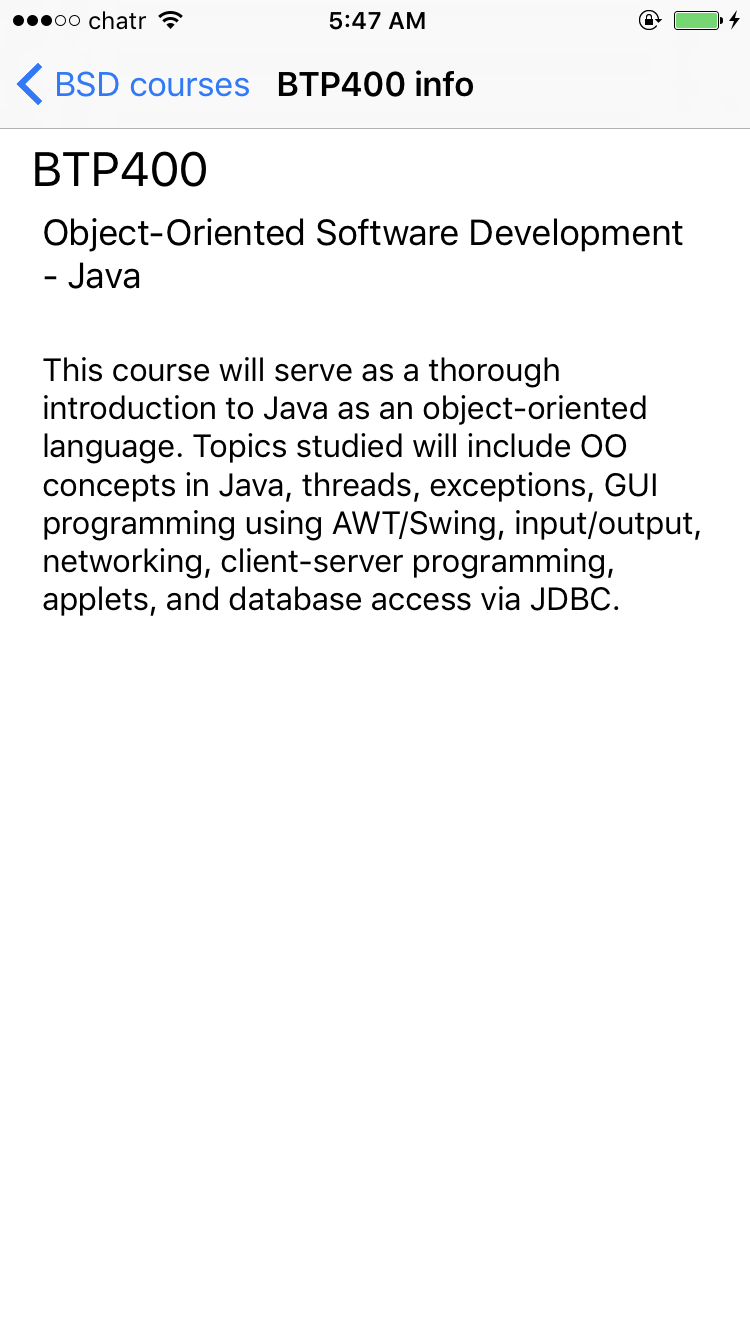 chatr 5:47 AM
BSD courses BTP400 info
BTP400
Object-Oriented Software Development
- Java
This course will serve as a thorough
introduction to Java as an object-oriented
language. Topics studied will include OO
concepts in Java, threads, exceptions, GUI
programming using AWT/Swing, input/output,
networking, client-server programming,
applets, and database access via JDBC.